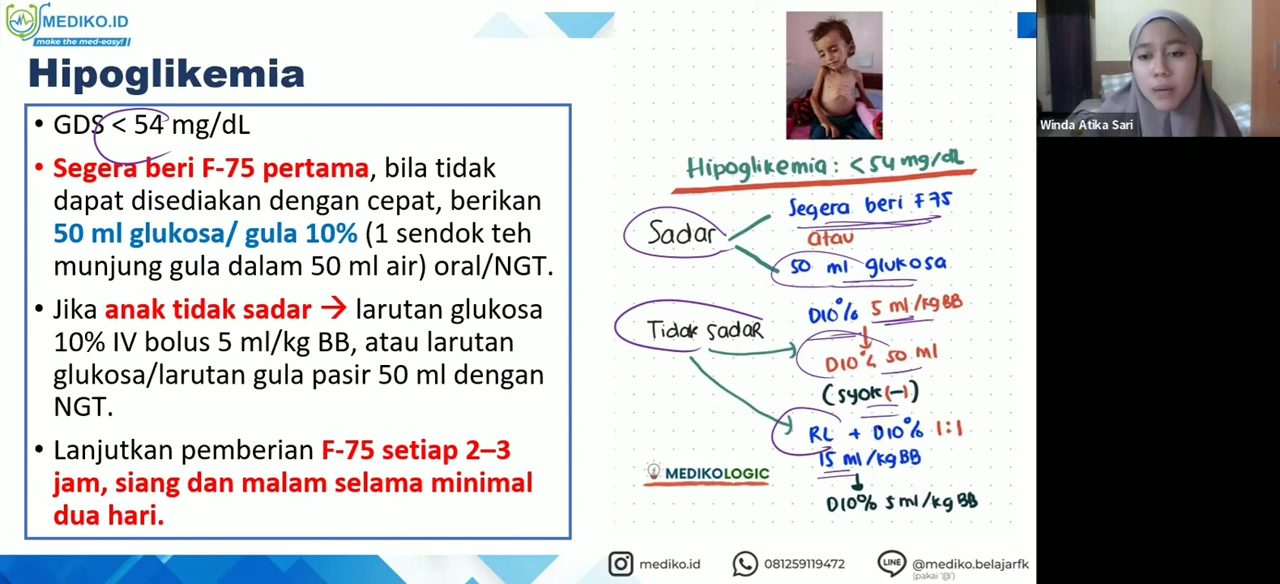 MEDIKO.ID
make the med-easy!
Hipoglikemia
• GDS < 54 mg/dL
• Segera beri F-75 pertama, bila tidak
dapat disediakan dengan cepat, berikan
50 ml glukosa/ gula 10% (1 sendok teh
munjung gula dalam 50 ml air) oral/NGT.
• Jika anak tidak sadar → larutan glukosa
10% IV bolus 5 ml/kg BB, atau larutan
glukosa/larutan gula pasir 50 ml dengan
NGT.
• Lanjutkan pemberian F-75 setiap 2–3
jam, siang dan malam selama minimal
dua hari.
Hipoglikemia : < 54 mg/dL
Sadar
Segera beri F75
atau
50 ml glukosa
Tidak sadar
D10% 5 ml/kgBB
D10% 50 ml
(syok (-))
RL + D10% 1:1
15 ml/kgBB
D10% 5 ml/kgBB
MEDIKOLOGIC
mediko.id
081259119472
@mediko.belajarfk
(pakai '@')
LINE
Winda Atika Sari